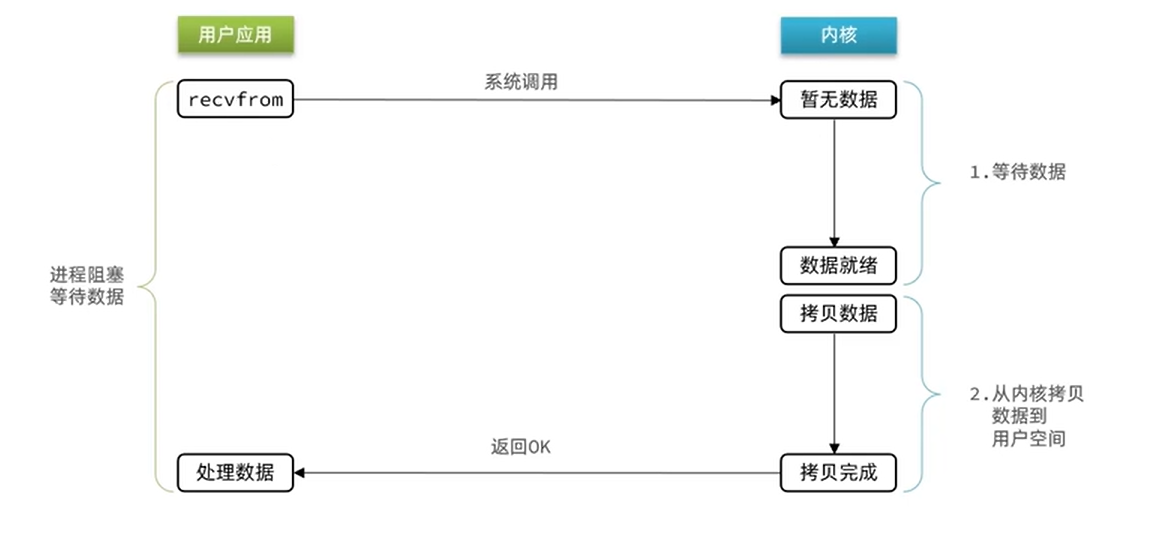 用户应用
内核
系统调用
recvfrom
暂无数据
1.等待数据
数据就绪
进程阻塞
等待数据
拷贝数据
2.从内核拷贝
数据到
用户空间
返回OK
处理数据
拷贝完成